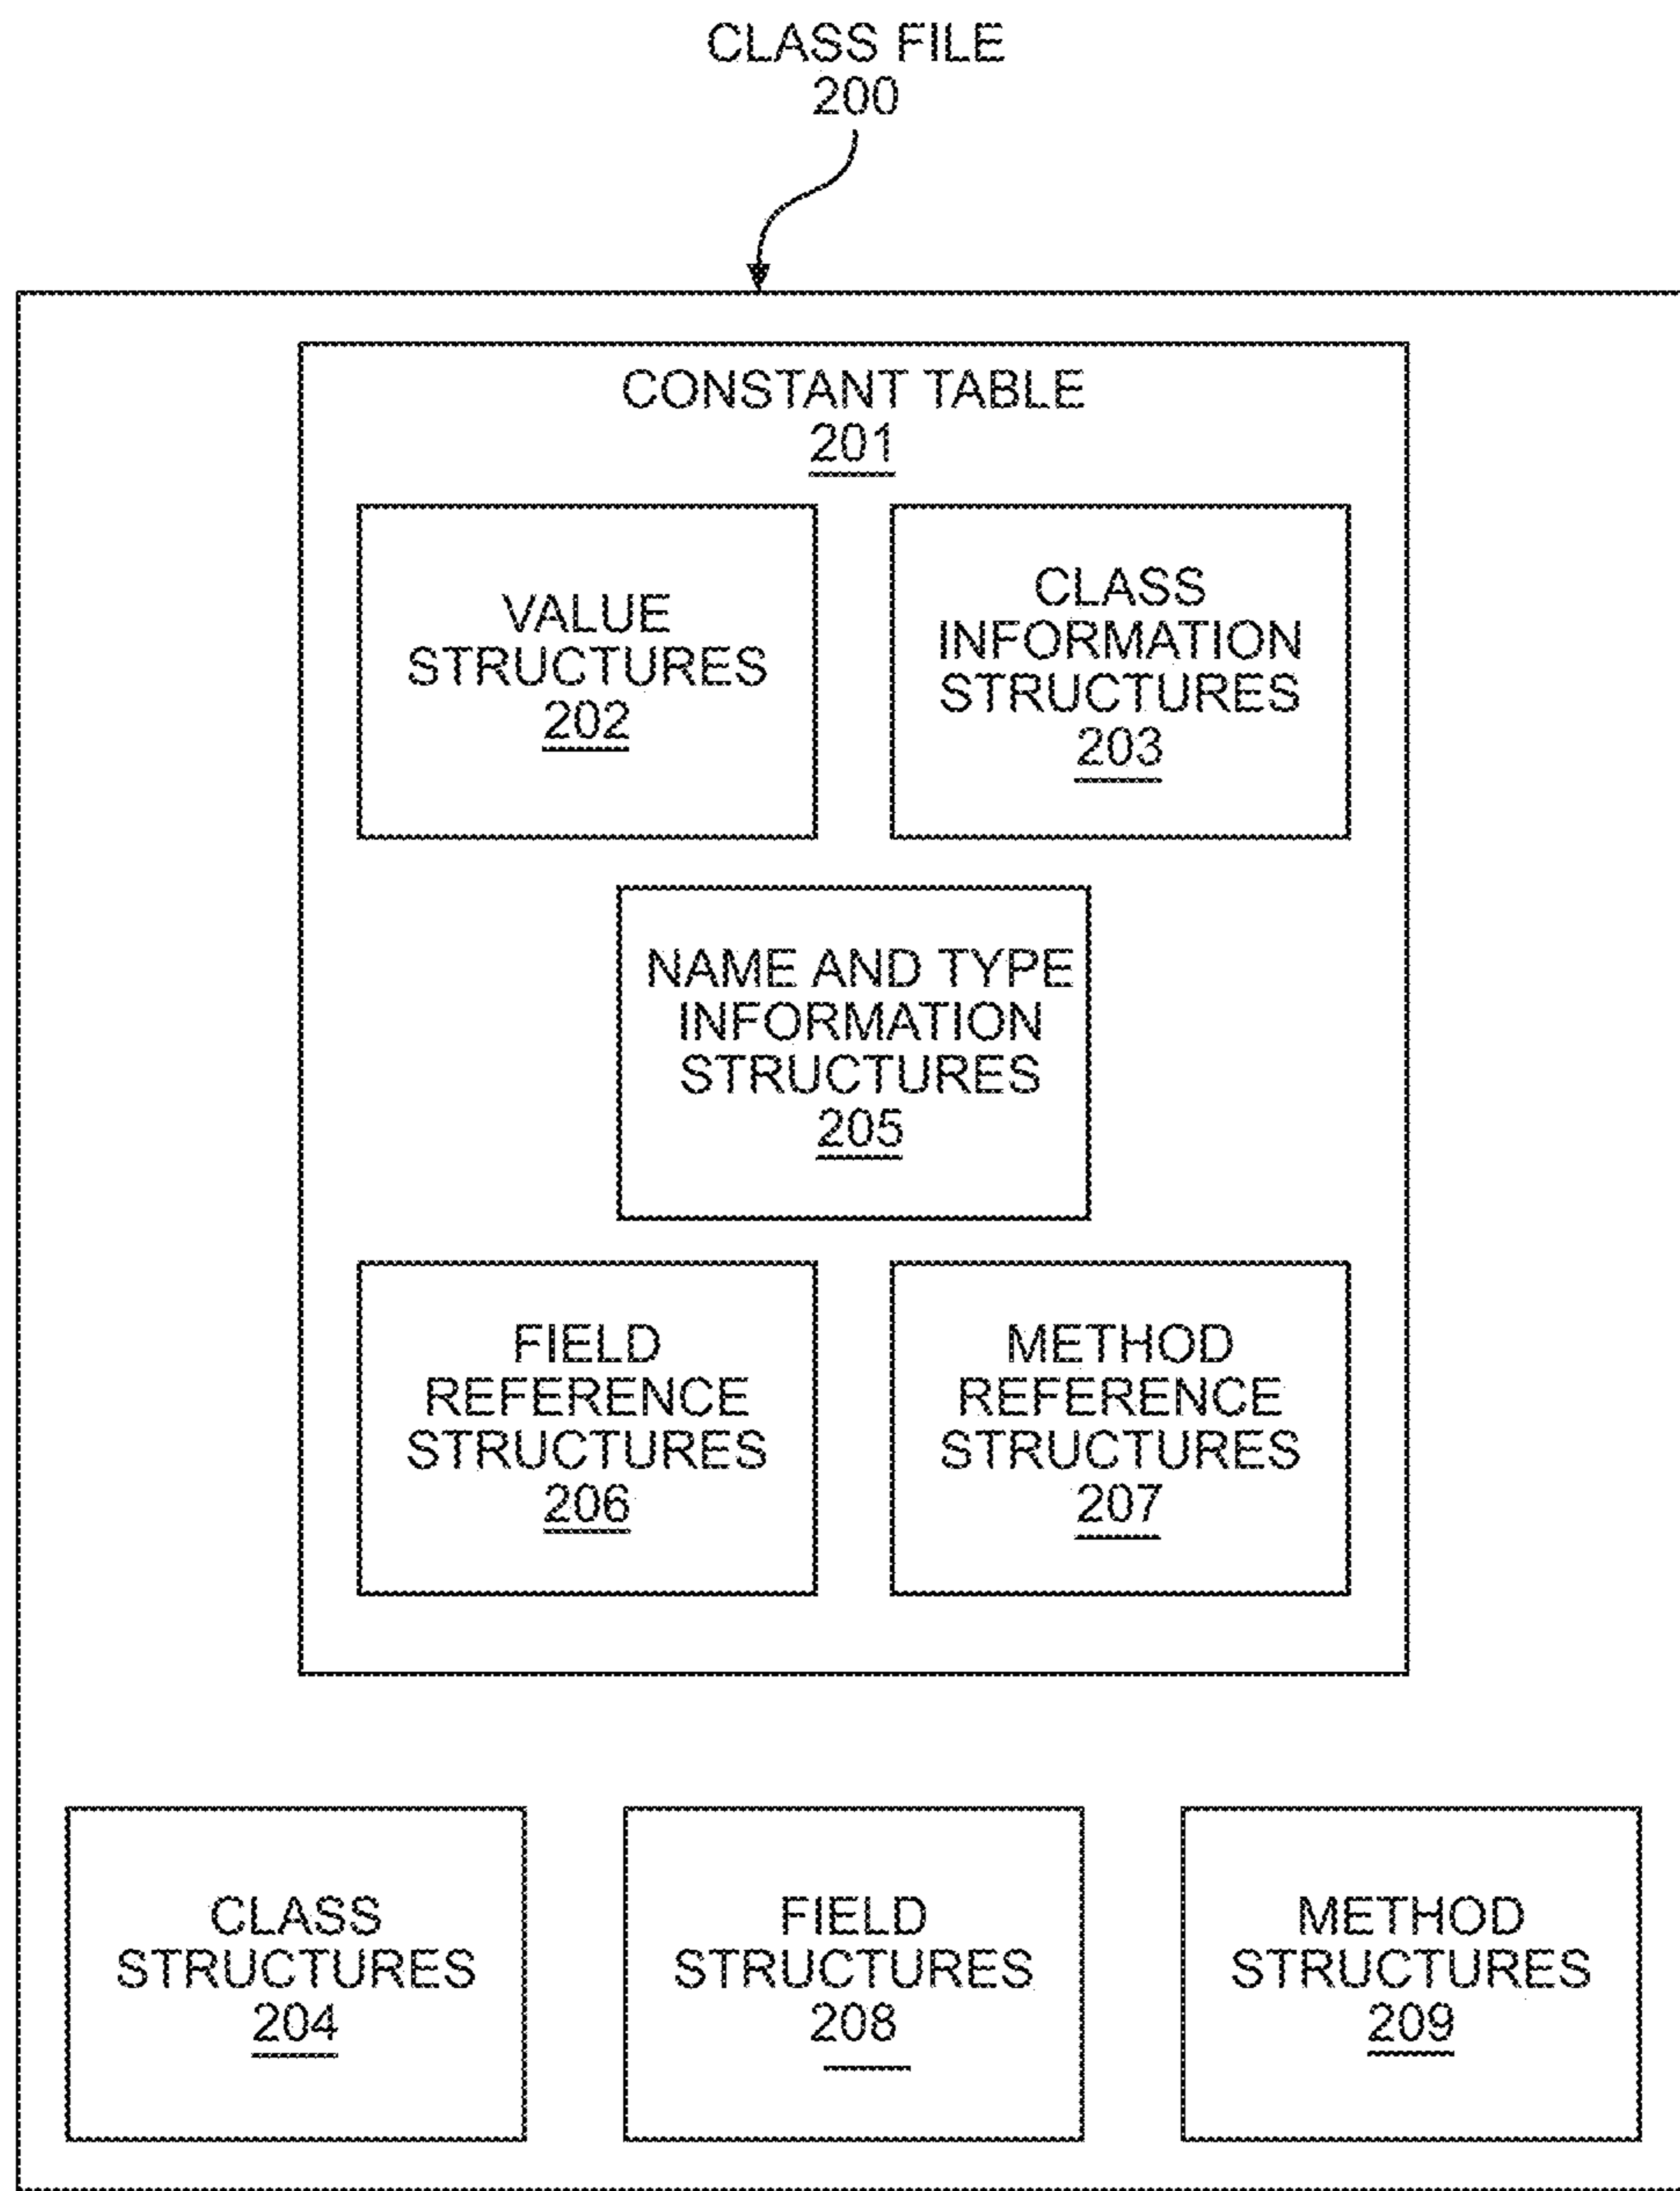 CLASS FILE
200
CONSTANT TABLE
201
VALUE
STRUCTURES
202
CLASS
INFORMATION
STRUCTURES
203
NAME AND TYPE
INFORMATION
STRUCTURES
205
FIELD
REFERENCE
STRUCTURES
206
METHOD
REFERENCE
STRUCTURES
207
CLASS
STRUCTURES
204
FIELD
STRUCTURES
208
METHOD
STRUCTURES
209